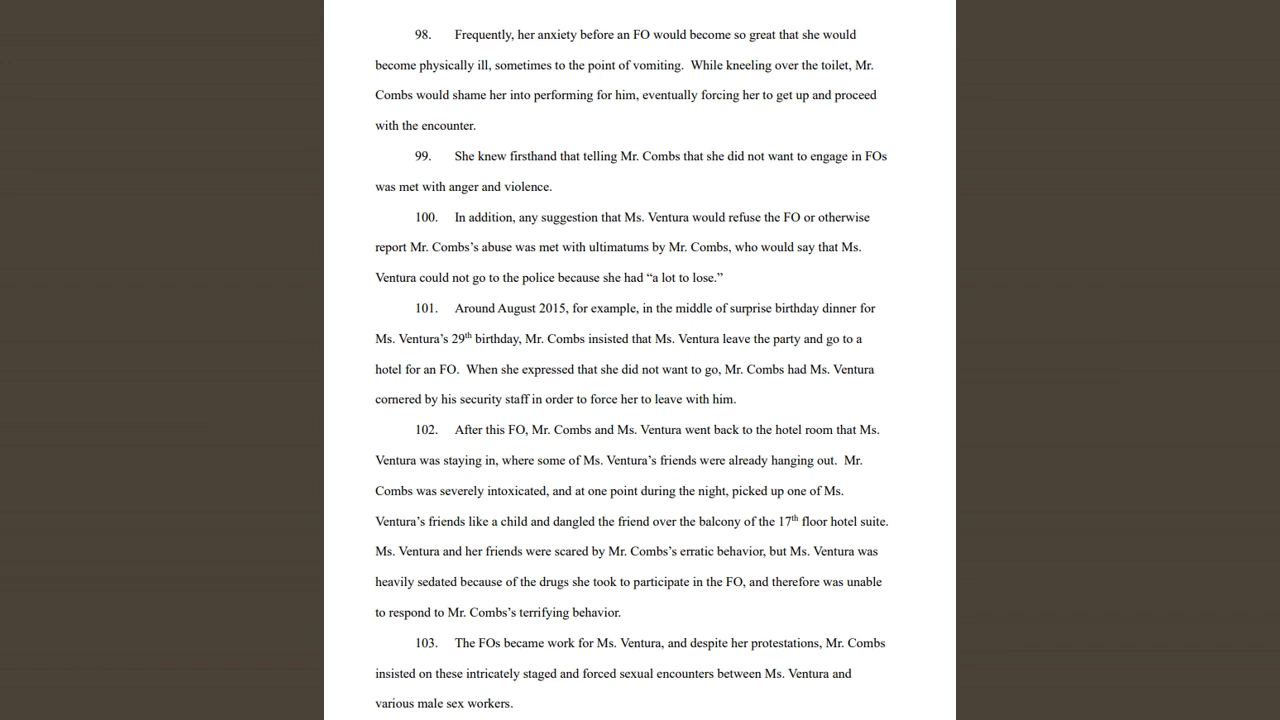 98. Frequently, her anxiety before an FO would become so great that she would
become physically ill, sometimes to the point of vomiting. While kneeling over the toilet, Mr.
Combs would shame her into performing for him, eventually forcing her to get up and proceed
with the encounter.
99. She knew firsthand that telling Mr. Combs that she did not want to engage in FOs
was met with anger and violence.
100. In addition, any suggestion that Ms. Ventura would refuse the FO or otherwise
report Mr. Combs’s abuse was met with ultimatums by Mr. Combs, who would say that Ms.
Ventura could not go to the police because she had “a lot to lose.”
101. Around August 2015, for example, in the middle of surprise birthday dinner for
Ms. Ventura’s 29th birthday, Mr. Combs insisted that Ms. Ventura leave the party and go to a
hotel for an FO. When she expressed that she did not want to go, Mr. Combs had Ms. Ventura
cornered by his security staff in order to force her to leave with him.
102. After this FO, Mr. Combs and Ms. Ventura went back to the hotel room that Ms.
Ventura was staying in, where some of Ms. Ventura’s friends were already hanging out. Mr.
Combs was severely intoxicated, and at one point during the night, picked up one of Ms.
Ventura’s friends like a child and dangled the friend over the balcony of the 17th floor hotel suite.
Ms. Ventura and her friends were scared by Mr. Combs’s erratic behavior, but Ms. Ventura was
heavily sedated because of the drugs she took to participate in the FO, and therefore was unable
to respond to Mr. Combs’s terrifying behavior.
103. The FOs became work for Ms. Ventura, and despite her protestations, Mr. Combs
insisted on these intricately staged and forced sexual encounters between Ms. Ventura and
various male sex workers.